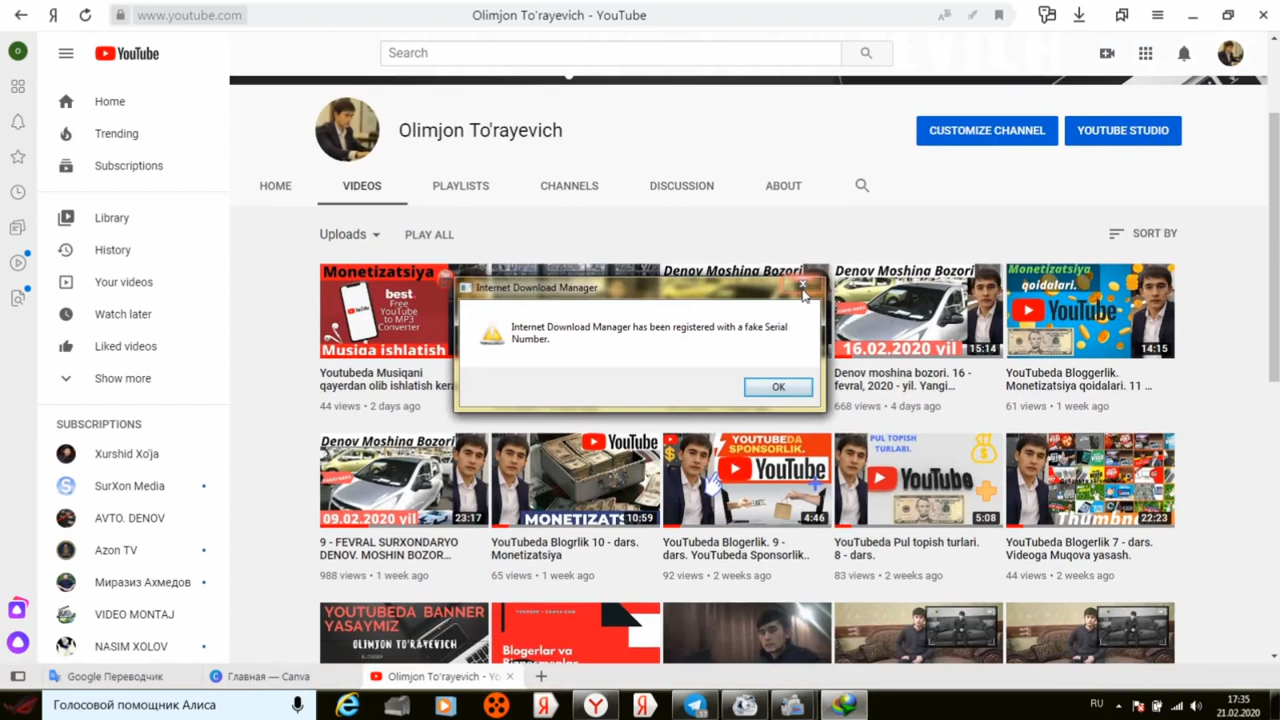 www.youtube.com
Olimjon To'rayevich - YouTube
YouTube
Search
Home
Trending
Subscriptions
Library
History
Your videos
Watch later
Liked videos
Show more
SUBSCRIPTIONS
Xurshid Xo'ja
SurXon Media
AVTO. DENOV
Azon TV
Миразиз Ахмедов
VIDEO MONTAJ
NASIM XOLOV
Olimjon To'rayevich
CUSTOMIZE CHANNEL
YOUTUBE STUDIO
HOME
VIDEOS
PLAYLISTS
CHANNELS
DISCUSSION
ABOUT
Uploads
PLAY ALL
SORT BY
Internet Download Manager
Internet Download Manager has been registered with a fake Serial
Number.
OK
Monetizatsiya
best
Free
YouTube
to MP3
Converter
Musiqa ishlatish
Youtubeda Musiqani
qayerdan olib ishlatish
44 views • 2 days ago
Denov Moshina Bozori
Denov Moshina Bozori
16.02.2020 yil
15:14
Denov moshina bozori. 16 -
fevral, 2020 - yil. Yangi...
668 views • 4 days ago
Monetizatsiya
qoidalari.
YouTube
14:15
YouTubeda Bloggerlik.
Monetizatsiya qoidalari. 11 ...
61 views • 1 week ago
Denov Moshina Bozori
09.02.2020 yil
23:17
9 - FEVRAL SURXONDARYO
DENOV. MOSHIN BOZOR...
988 views • 1 week ago
YouTube
MONETIZATS
10:59
YouTubeda Blogrlik 10 - dars.
Monetizatsiya
65 views • 1 week ago
YOUTUBEDA
SPONSORLIK.
YouTube
4:46
YouTubeda Blogerlik. 9 -
dars. YouTubeda Sponsorlik..
92 views • 2 weeks ago
PUL TOPISH
TURLARI.
YouTube
5:08
YouTubeda Pul topish turlari.
8 - dars.
83 views • 2 weeks ago
Thumbn
22:23
YouTubeda Blogerlik 7 - dars.
Videoga Muqova yasash.
44 views • 2 weeks ago
YOUTUBEDA BANNER
YASAYMIZ
OLIMJON TO'RAYEVICH
BLOGGER
YOUTUBE • CANVA.COM
Blogerlar va
Google Переводчик
Главная — Canva
Olimjon To'rayevich - Yo
Голосовой помощник Алиса
RU
17:35
21.02.2020